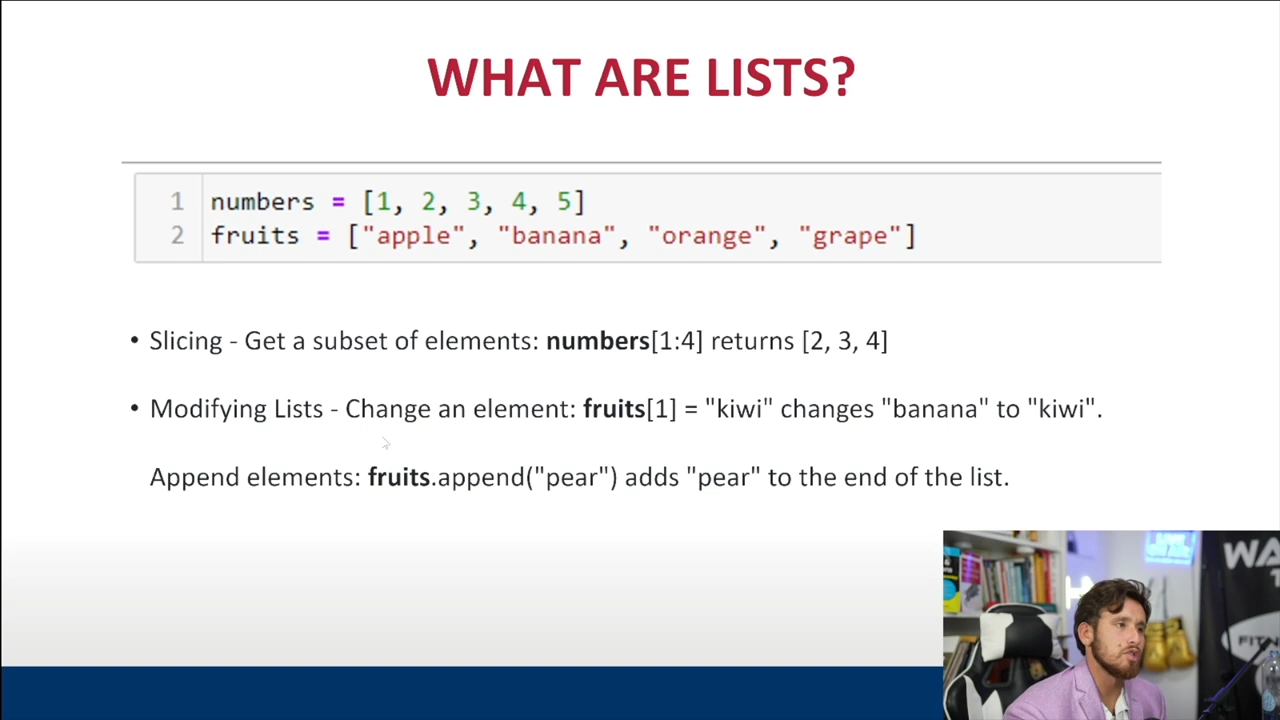 WHAT ARE LISTS?
1 numbers = [1, 2, 3, 4, 5]
2 fruits = ["apple", "banana", "orange", "grape"]
• Slicing - Get a subset of elements: numbers[1:4] returns [2, 3, 4]
• Modifying Lists - Change an element: fruits[1] = "kiwi" changes "banana" to "kiwi".
Append elements: fruits.append("pear") adds "pear" to the end of the list.